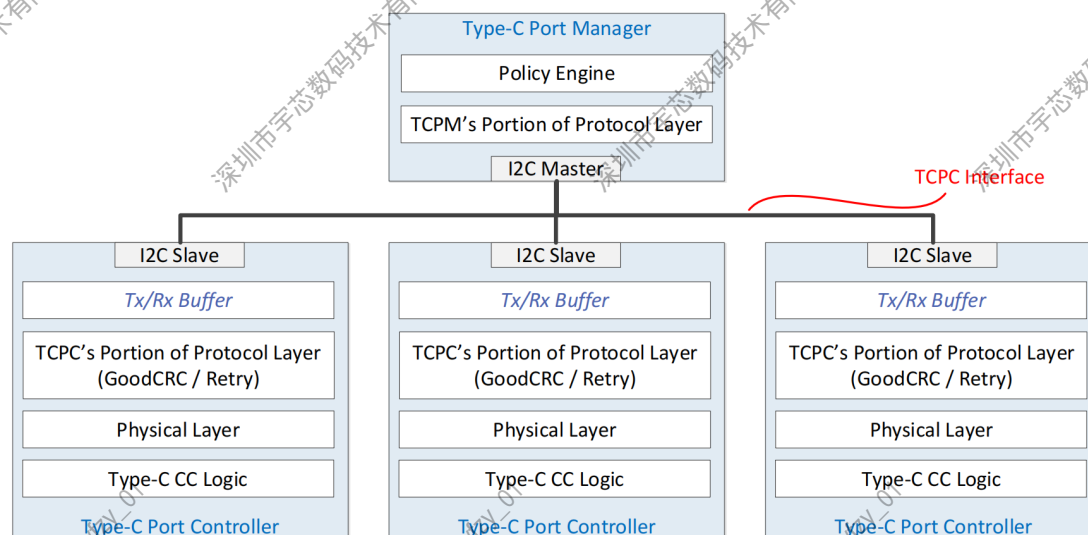 Type-C Port Manager
Policy Engine
TCPM's Portion of Protocol Layer
I2C Master
TCPC Interface
I2C Slave
I2C Slave
I2C Slave
Tx/Rx Buffer
Tx/Rx Buffer
Tx/Rx Buffer
TCPC's Portion of Protocol Layer
(GoodCRC / Retry)
TCPC's Portion of Protocol Layer
(GoodCRC / Retry)
TCPC's Portion of Protocol Layer
(GoodCRC / Retry)
Physical Layer
Physical Layer
Physical Layer
Type-C CC Logic
Type-C CC Logic
Type-C CC Logic
Type-C Port Controller
Type-C Port Controller
Type-C Port Controller
深圳市宇芯数码技术有
深圳市宇芯数码技术有
深圳市宇芯数码